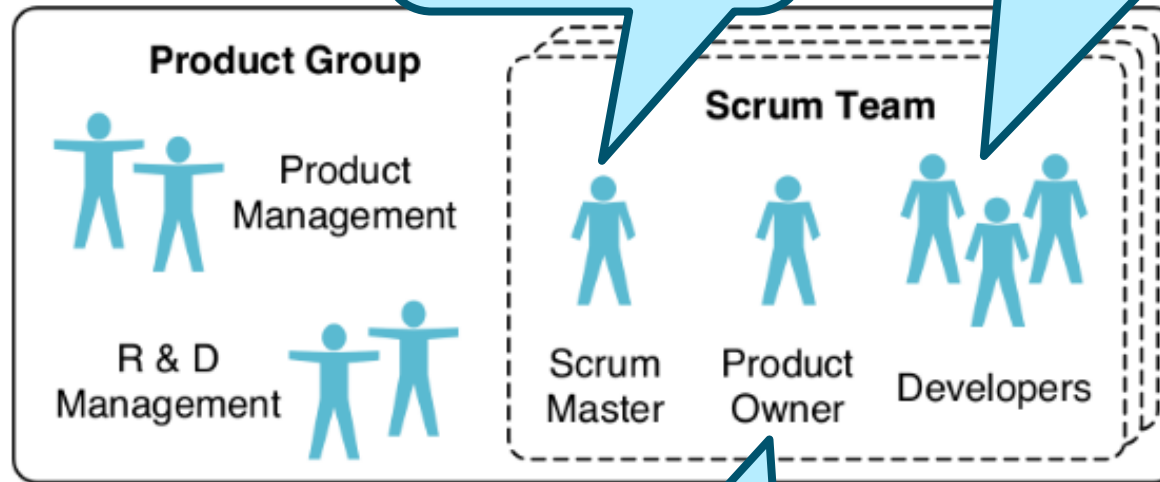 Product Group
Scrum Team
Product
Management
R & D
Management
Scrum
Master
Product
Owner
Developers